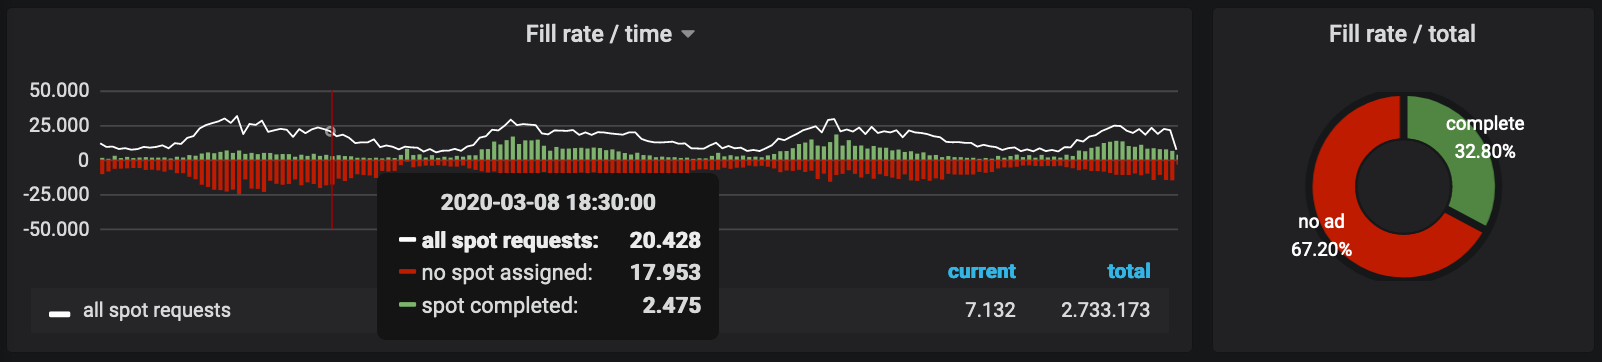 Fill rate / time
50.000
25.000
0
-25.000
-50.000
2020-03-08 18:30:00
all spot requests: 20.428
no spot assigned: 17.953
spot completed: 2.475
current total
all spot requests 7.132 2.733.173
Fill rate / total
complete
32.80%
no ad
67.20%